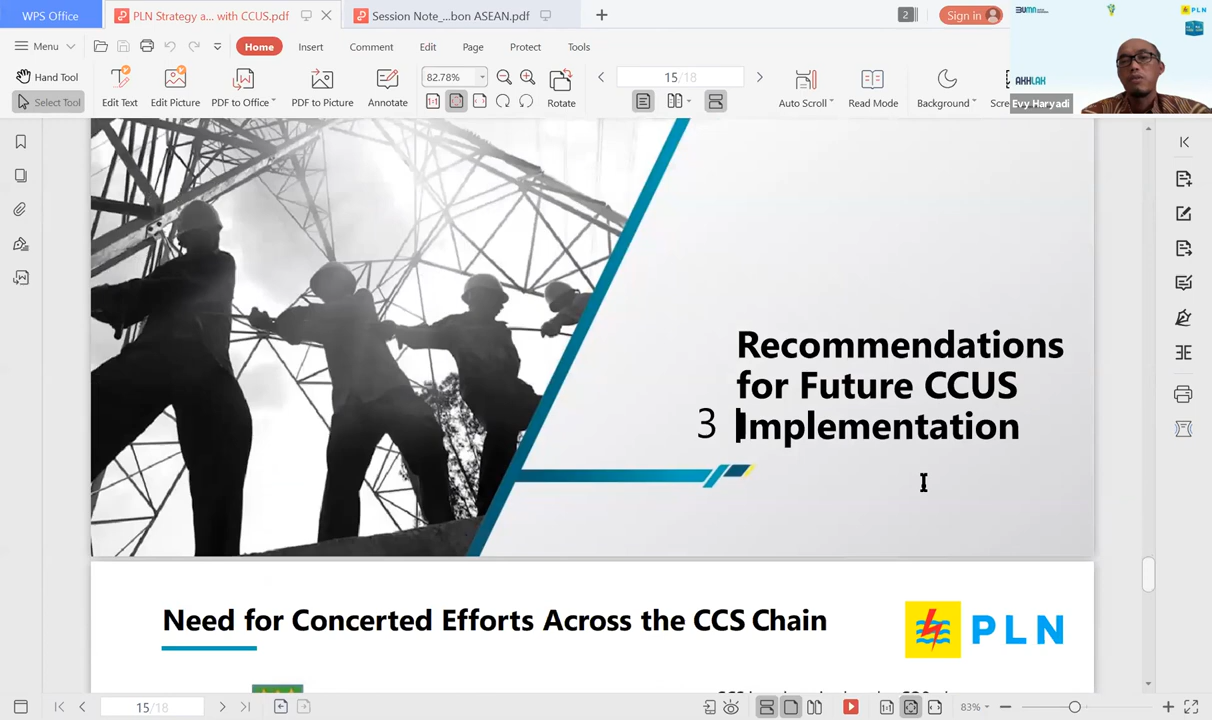 WPS Office
PLN Strategy a... with CCUS.pdf
Session Note_...bon ASEAN.pdf
2
Sign in
BUMN
PLN
Menu
Home
Insert
Comment
Edit
Page
Protect
Tools
AKHLAK
Evy Haryadi
Hand Tool
Select Tool
Edit Text
Edit Picture
PDF to Office
PDF to Picture
Annotate
82.78%
Rotate
15/18
Auto Scroll
Read Mode
Background
Recommendations
for Future CCUS
3 Implementation
Need for Concerted Efforts Across the CCS Chain
PLN
15/18
83%